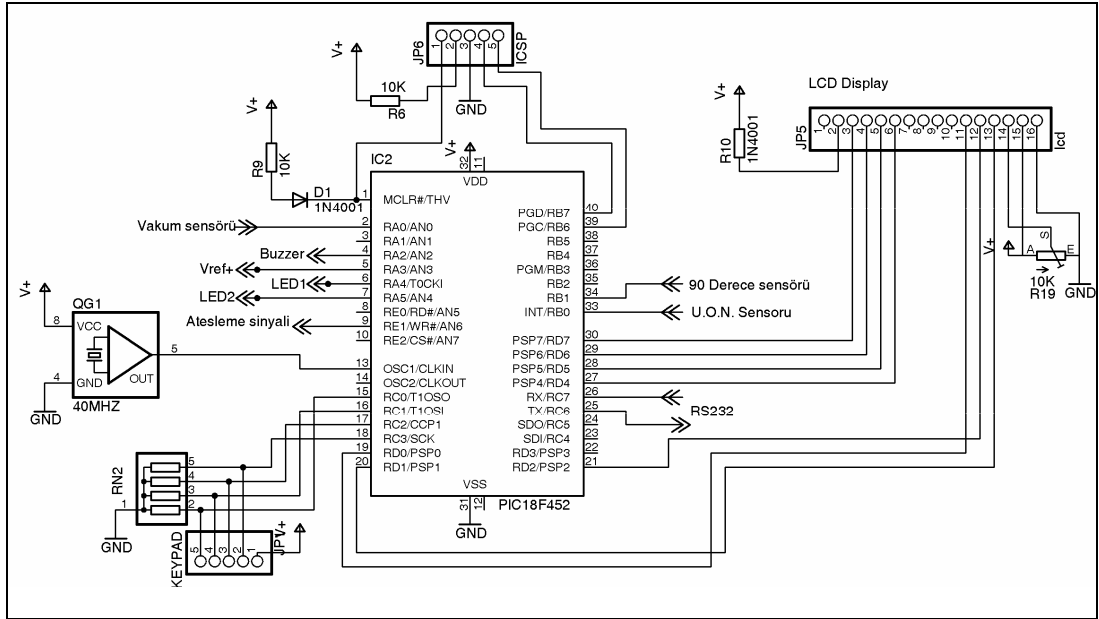 JP6
1 2 3 4 5
ICSP
V+
10K
R6
GND
V+
R9
10K
D1
1N4001
V+
IC2
32 11
VDD
1 MCLR#/THV
2 RA0/AN0
3 RA1/AN1
4 RA2/AN2
5 RA3/AN3
6 RA4/T0CKI
7 RA5/AN4
8 RE0/RD#/AN5
9 RE1/WR#/AN6
10 RE2/CS#/AN7
13 OSC1/CLKIN
14 OSC2/CLKOUT
15 RC0/T1OSO
16 RC1/T1OSI
17 RC2/CCP1
18 RC3/SCK
19 RD0/PSP0
20 RD1/PSP1
PGD/RB7 40
PGC/RB6 39
RB5 38
RB4 37
PGM/RB3 36
RB2 35
RB1 34
INT/RB0 33
PSP7/RD7 30
PSP6/RD6 29
PSP5/RD5 28
PSP4/RD4 27
RX/RC7 26
TX/RC6 25
SDO/RC5 24
SDI/RC4 23
RD3/PSP3 22
RD2/PSP2 21
VSS
31 12
GND
PIC18F452
Vakum sensörü
Buzzer
Vref+
LED1
LED2
Atesleme sinyali
V+
QG1
8 VCC
4 GND
OUT
5
40MHZ
GND
RN2
5
4
3
2
1
GND
KEYPAD
5 4 3 2 1
JP1
V+
90 Derece sensörü
U.O.N. Sensoru
RS232
V+
R10
1N4001
LCD Display
JP5
1 2 3 4 5 6 7 8 9 10 11 12 13 14 15 16
lcd
V+
A
S
E
10K
R19
GND